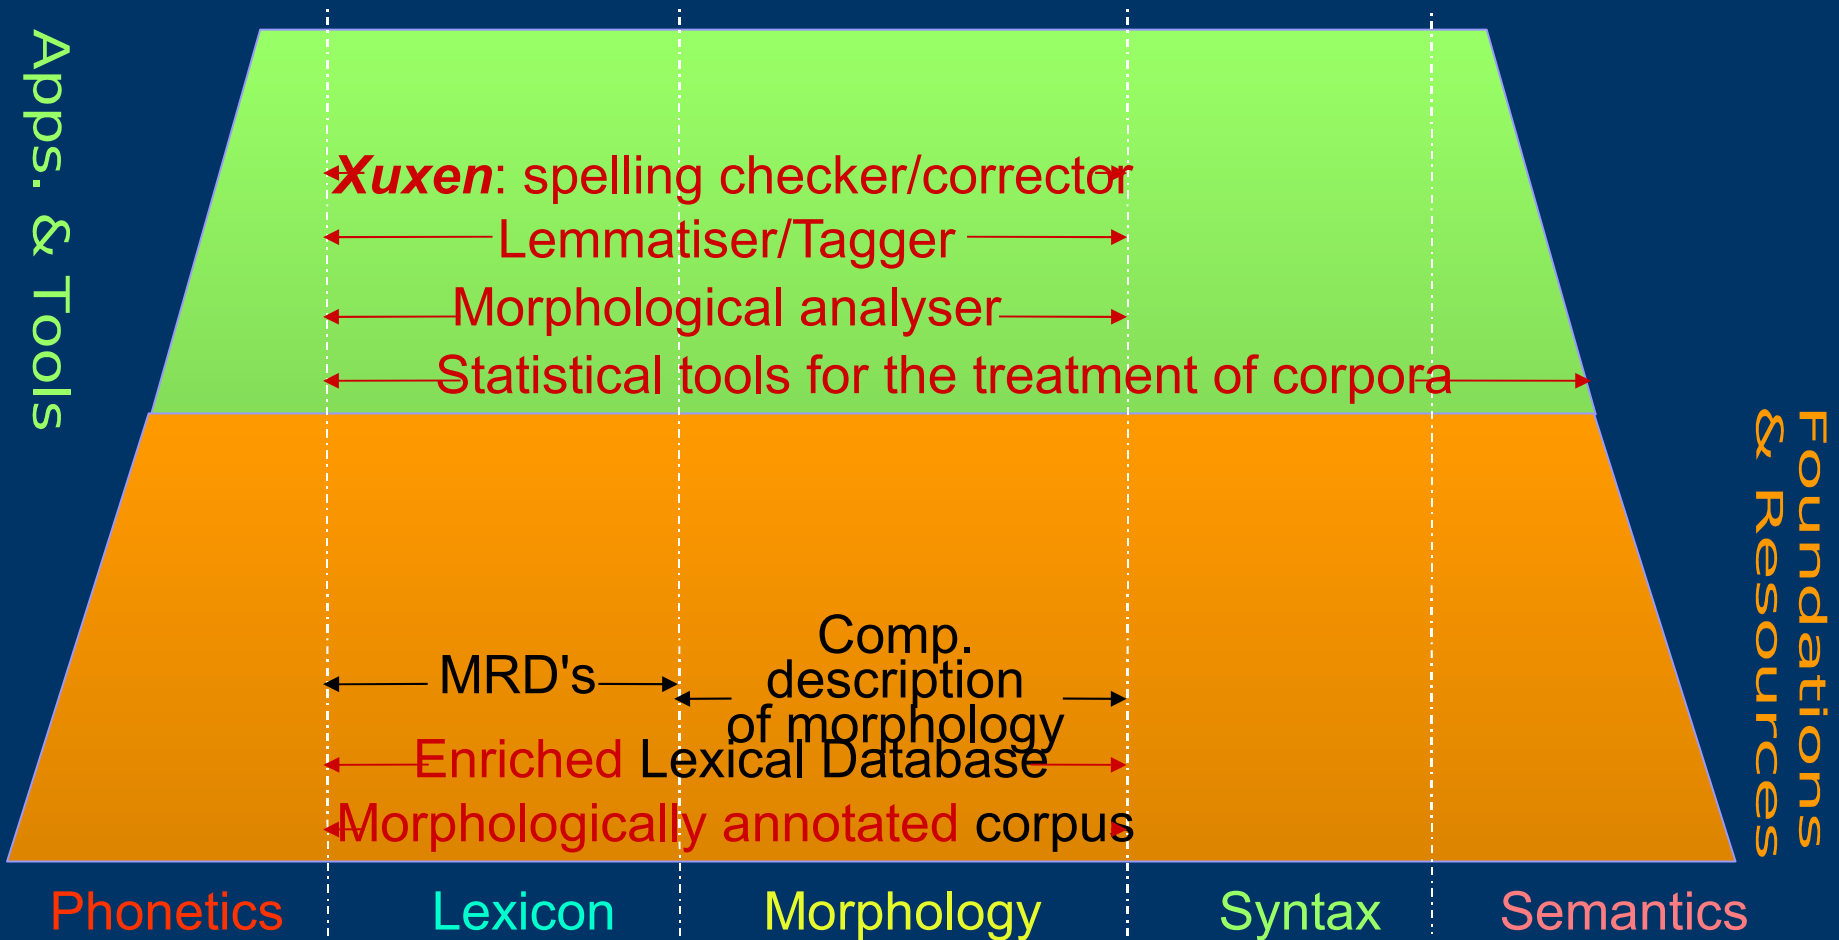 Apps. & Tools
Xuxen: spelling checker/corrector
Lemmatiser/Tagger
Morphological analyser
Statistical tools for the treatment of corpora
Foundations
& Resources
MRD's
Comp.
description
of morphology
Enriched Lexical Database
Morphologically annotated corpus
Phonetics
Lexicon
Morphology
Syntax
Semantics